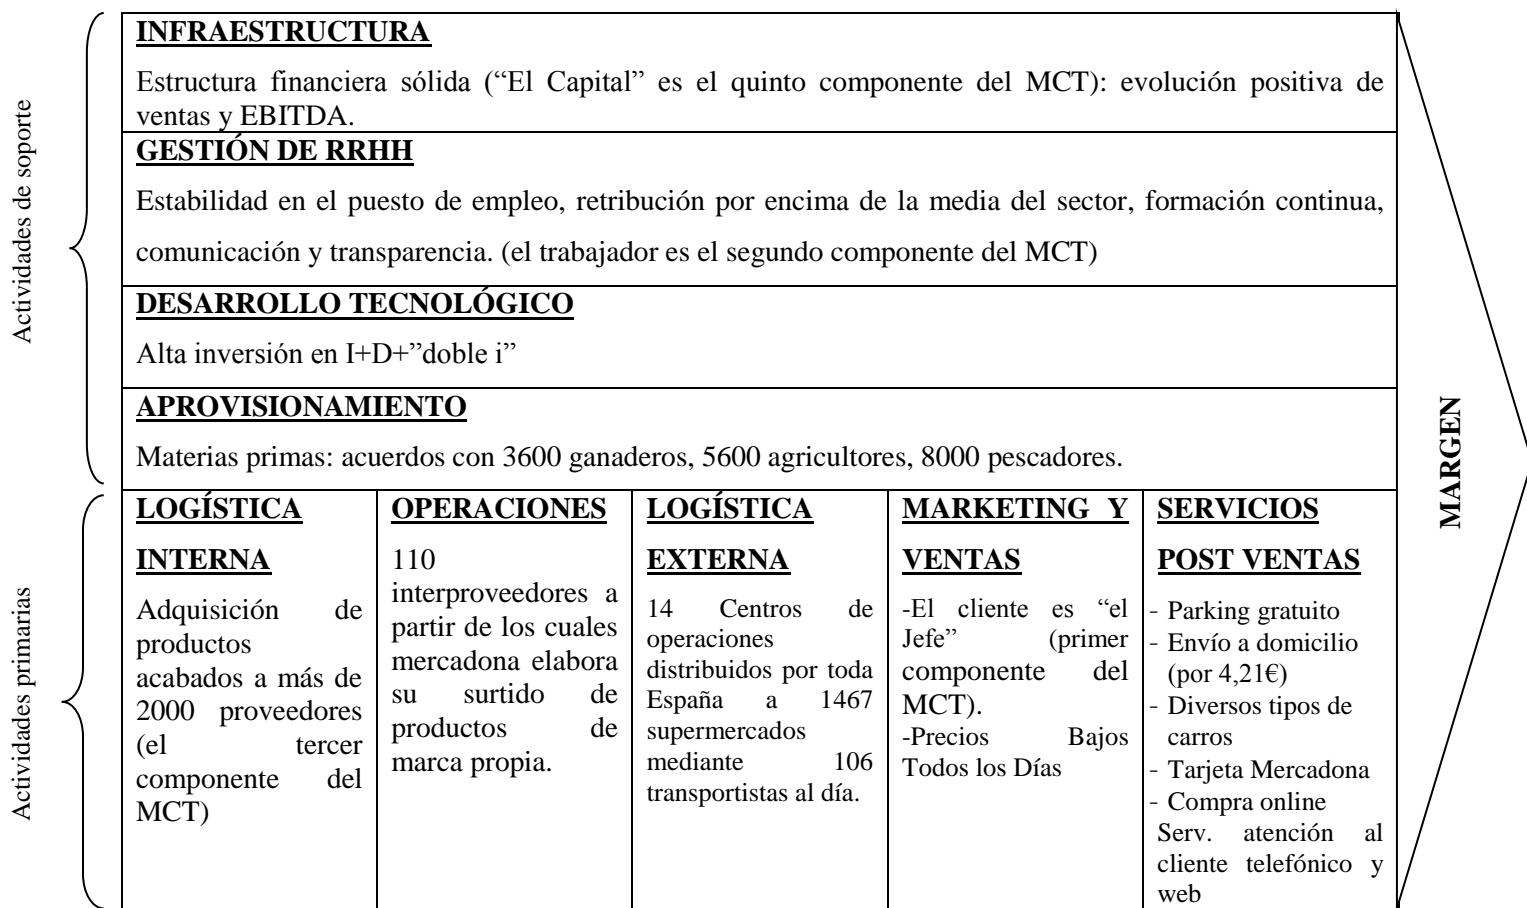 Actividades de soporte
INFRAESTRUCTURA
Estructura financiera sólida (“El Capital” es el quinto componente del MCT): evolución positiva de
ventas y EBITDA.
GESTIÓN DE RRHH
Estabilidad en el puesto de empleo, retribución por encima de la media del sector, formación continua,
comunicación y transparencia. (el trabajador es el segundo componente del MCT)
DESARROLLO TECNOLÓGICO
Alta inversión en I+D+”doble i”
APROVISIONAMIENTO
Materias primas: acuerdos con 3600 ganaderos, 5600 agricultores, 8000 pescadores.
Actividades primarias
LOGÍSTICA
INTERNA
Adquisición de
productos
acabados a más de
2000 proveedores
(el tercer
componente del
MCT)
OPERACIONES
110
interproveedores a
partir de los cuales
mercadona elabora
su surtido de
productos de
marca propia.
LOGÍSTICA
EXTERNA
14 Centros de
operaciones
distribuidos por toda
España a 1467
supermercados
mediante 106
transportistas al día.
MARKETING Y
VENTAS
-El cliente es “el
Jefe” (primer
componente del
MCT).
-Precios Bajos
Todos los Días
SERVICIOS
POST VENTAS
- Parking gratuito
- Envío a domicilio
(por 4,21€)
- Diversos tipos de
carros
- Tarjeta Mercadona
- Compra online
Serv. atención al
cliente telefónico y
web
MARGEN